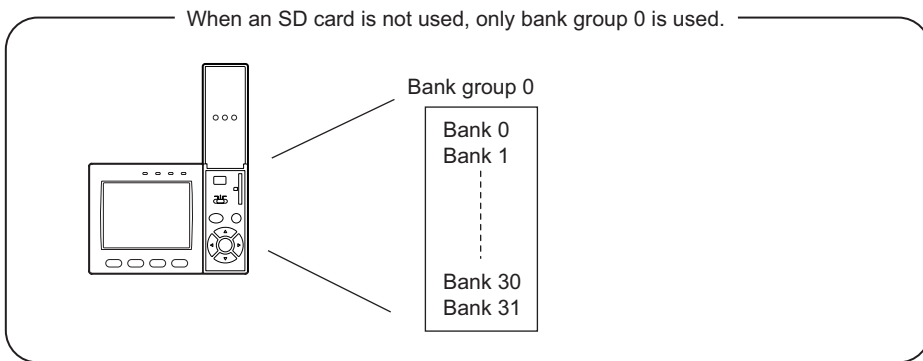 When an SD card is not used, only bank group 0 is used.
Bank group 0
Bank 0
Bank 1
Bank 30
Bank 31